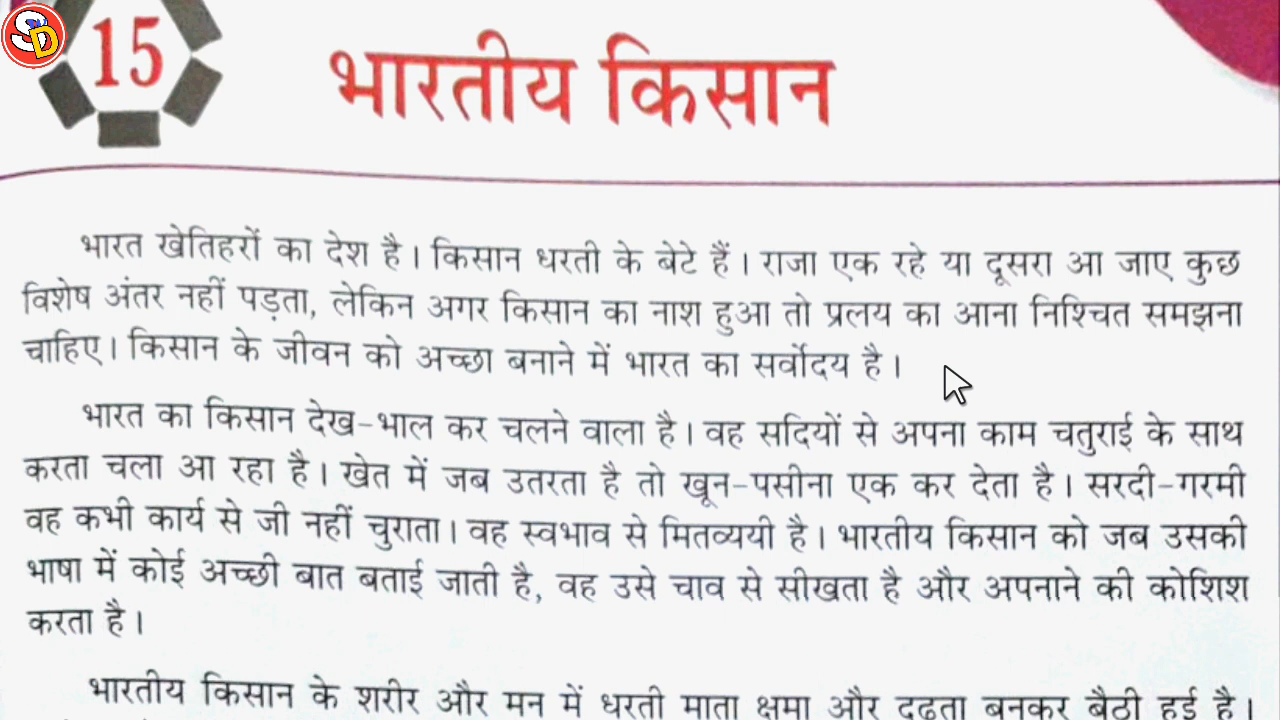 SD
15
भारतीय किसान
भारत खेतिहरों का देश है। किसान धरती के बेटे हैं। राजा एक रहे या दूसरा आ जाए कुछ
विशेष अंतर नहीं पड़ता, लेकिन अगर किसान का नाश हुआ तो प्रलय का आना निश्चित समझना
चाहिए। किसान के जीवन को अच्छा बनाने में भारत का सर्वोदय है।
भारत का किसान देख-भाल कर चलने वाला है। वह सदियों से अपना काम चतुराई के साथ
करता चला आ रहा है। खेत में जब उतरता है तो खून-पसीना एक कर देता है। सरदी-गरमी
वह कभी कार्य से जी नहीं चुराता। वह स्वभाव से मितव्ययी है। भारतीय किसान को जब उसकी
भाषा में कोई अच्छी बात बताई जाती है, वह उसे चाव से सीखता है और अपनाने की कोशिश
करता है।
भारतीय किसान के शरीर और मन में धरती माता क्षमा और दृढ़ता बनकर बैठी हुई है।